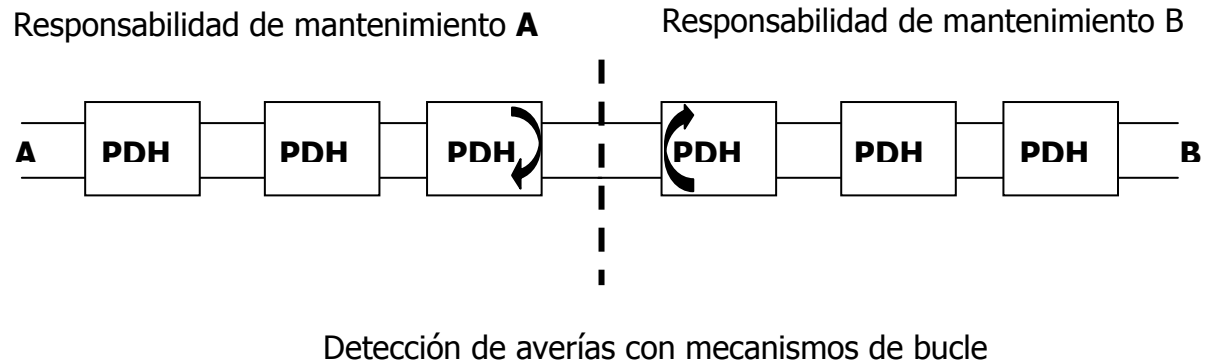 Responsabilidad de mantenimiento A
Responsabilidad de mantenimiento B
A PDH PDH PDH PDH PDH PDH B
Detección de averías con mecanismos de bucle